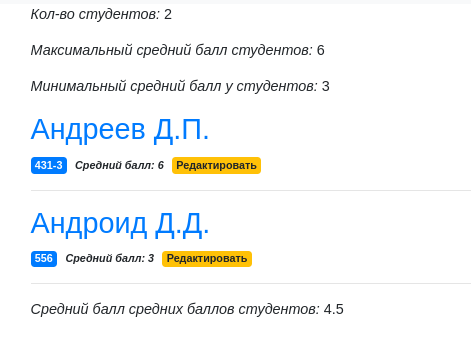 Кол-во студентов: 2
Максимальный средний балл студентов: 6
Минимальный средний балл у студентов: 3
Андреев Д.П.
431-3 Средний балл: 6 Редактировать
Андроид Д.Д.
556 Средний балл: 3 Редактировать
Средний балл средних баллов студентов: 4.5